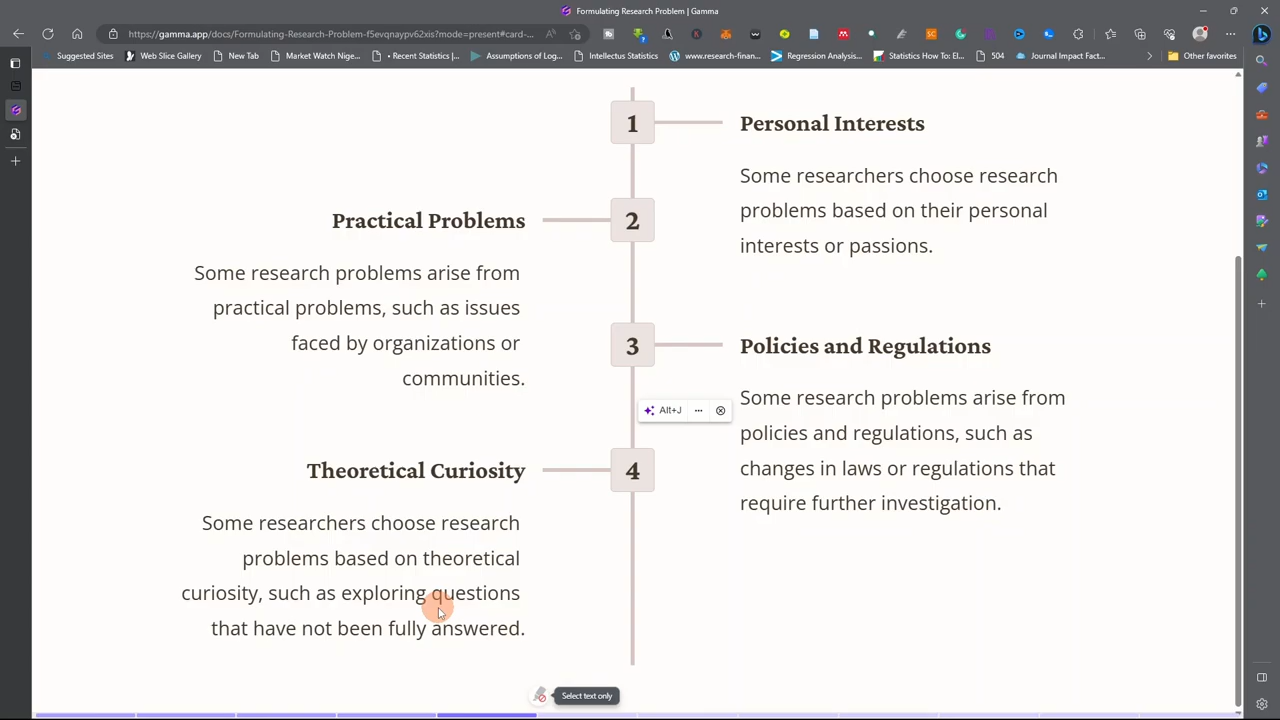 Formulating Research Problem | Gamma
https://gamma.app/docs/Formulating-Research-Problem-f5evqnaypv62xis?mode=present#card-...
Suggested Sites
Web Slice Gallery
New Tab
Market Watch Nige...
• Recent Statistics |...
Assumptions of Log...
Intellectus Statistics
www.research-finan...
Regression Analysis...
Statistics How To: El...
504
Journal Impact Fact...
Other favorites
1
Personal Interests
Some researchers choose research
problems based on their personal
interests or passions.
2
Practical Problems
Some research problems arise from
practical problems, such as issues
faced by organizations or
communities.
3
Policies and Regulations
Some research problems arise from
policies and regulations, such as
changes in laws or regulations that
require further investigation.
Alt+J
4
Theoretical Curiosity
Some researchers choose research
problems based on theoretical
curiosity, such as exploring questions
that have not been fully answered.
Select text only